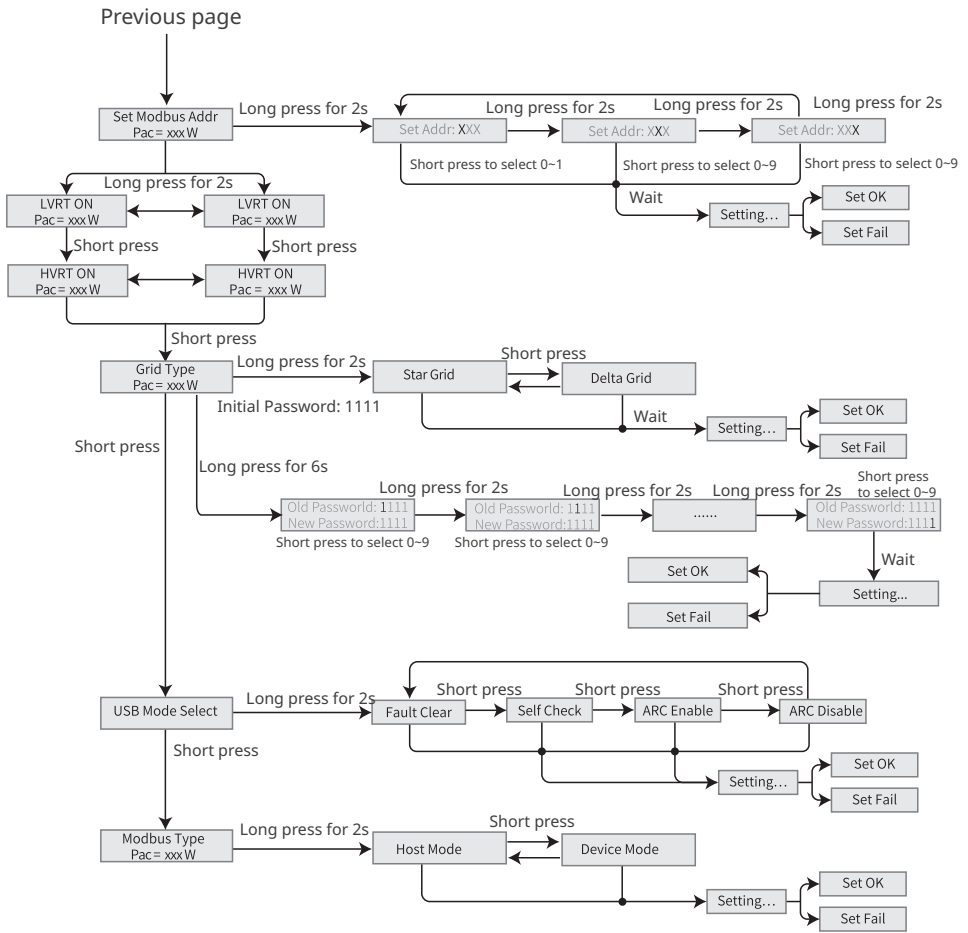 Previous page
Set Modbus Addr
Pac= xxx W
Long press for 2s
Set Addr: XXX
Long press for 2s
Set Addr: XXX
Long press for 2s
Set Addr: XXX
Long press for 2s
Short press to select 0~1
Short press to select 0~9
Short press to select 0~9
Wait
Setting...
Set OK
Set Fail
Long press for 2s
LVRT ON
Pac= xxx W
LVRT ON
Pac= xxx W
Short press
Short press
HVRT ON
Pac= xxx W
HVRT ON
Pac= xxx W
Short press
Grid Type
Pac= xxx W
Long press for 2s
Star Grid
Short press
Delta Grid
Wait
Setting...
Set OK
Set Fail
Initial Password: 1111
Short press
Long press for 6s
Old Passworld: 1111
New Password:1111
Short press to select 0~9
Long press for 2s
Old Passworld: 1111
New Password:1111
Short press to select 0~9
Long press for 2s
......
Long press for 2s
Short press
to select 0~9
Old Passworld: 1111
New Password:1111
Wait
Setting...
Set OK
Set Fail
USB Mode Select
Long press for 2s
Fault Clear
Short press
Self Check
Short press
ARC Enable
Short press
ARC Disable
Setting...
Set OK
Set Fail
Short press
Modbus Type
Pac= xxx W
Long press for 2s
Host Mode
Short press
Device Mode
Setting...
Set OK
Set Fail